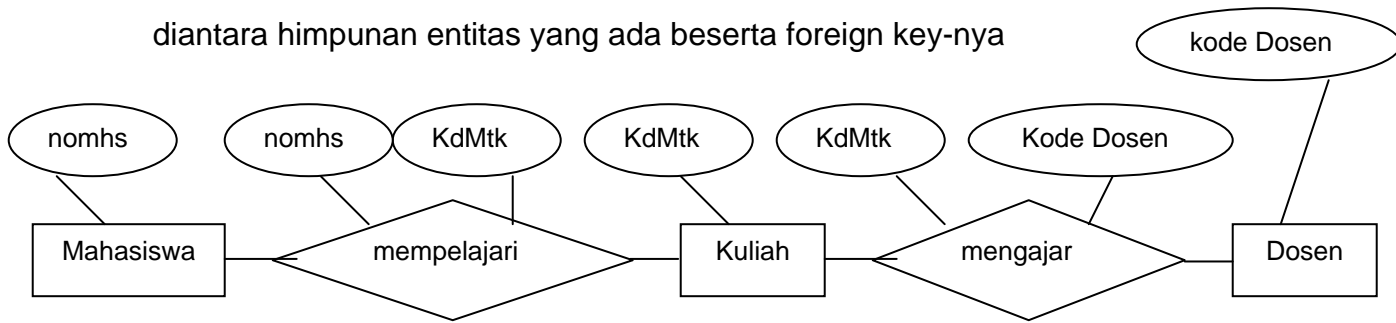 diantara himpunan entitas yang ada beserta foreign key-nya
kode Dosen
nomhs
nomhs
KdMtk
KdMtk
KdMtk
Kode Dosen
Mahasiswa
mempelajari
Kuliah
mengajar
Dosen